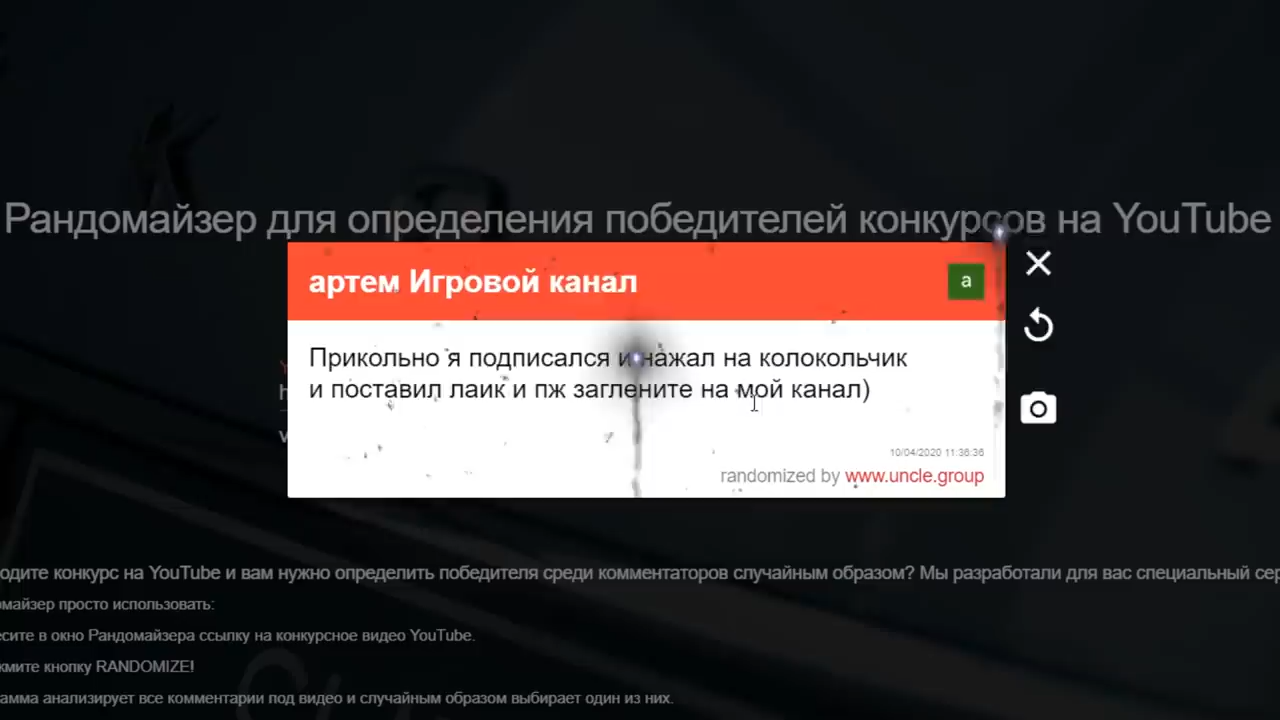 Рандомайзер для определения победителей конкурсов на YouTube
артем Игровой канал
a
Прикольно я подписался и нажал на колокольчик
и поставил лаик и пж заглените на мой канал)
10/04/2020 11:36:36
randomized by www.uncle.group
одите конкурс на YouTube и вам нужно определить победителя среди комментаторов случайным образом? Мы разработали для вас специальный сер
омайзер просто использовать:
есите в окно Рандомайзера ссылку на конкурсное видео YouTube.
жмите кнопку RANDOMIZE!
амма анализирует все комментарии под видео и случайным образом выбирает один из них.